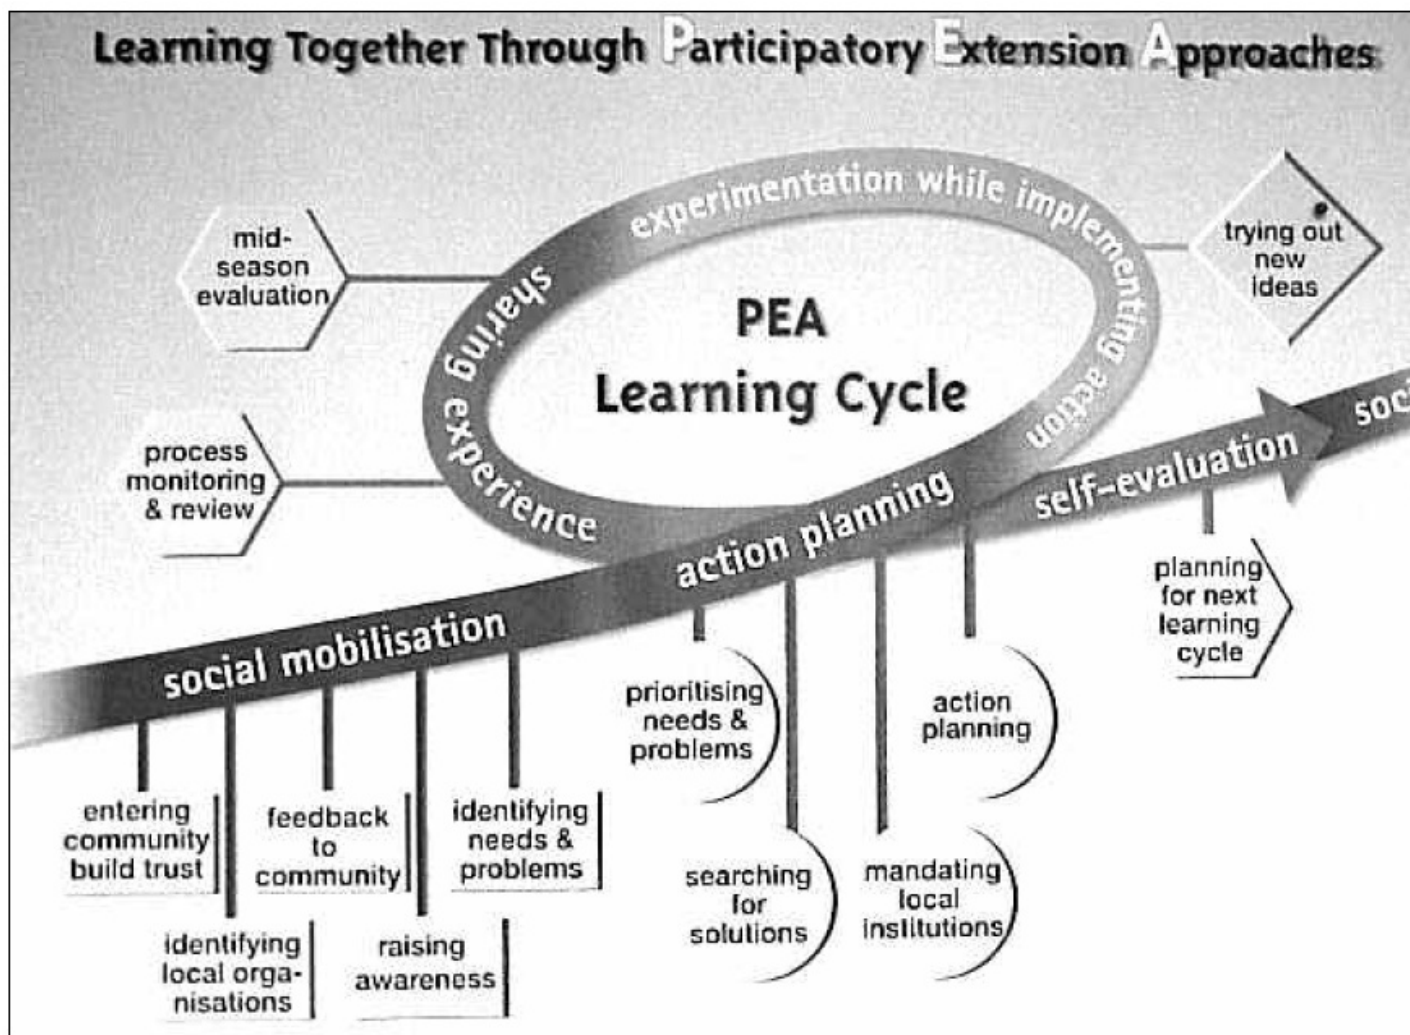 Learning Together Through Participatory Extension Approaches
experimentation while implementing action
sharing experience
PEA
Learning Cycle
mid-
season
evaluation
trying out
new
ideas
process
monitoring
& review
social mobilisation
action planning
self-evaluation
soci
entering
community
build trust
identifying
local orga-
nisations
feedback
to
community
raising
awareness
identifying
needs &
problems
prioritising
needs &
problems
searching
for
solutions
mandating
local
institutions
action
planning
planning
for next
learning
cycle